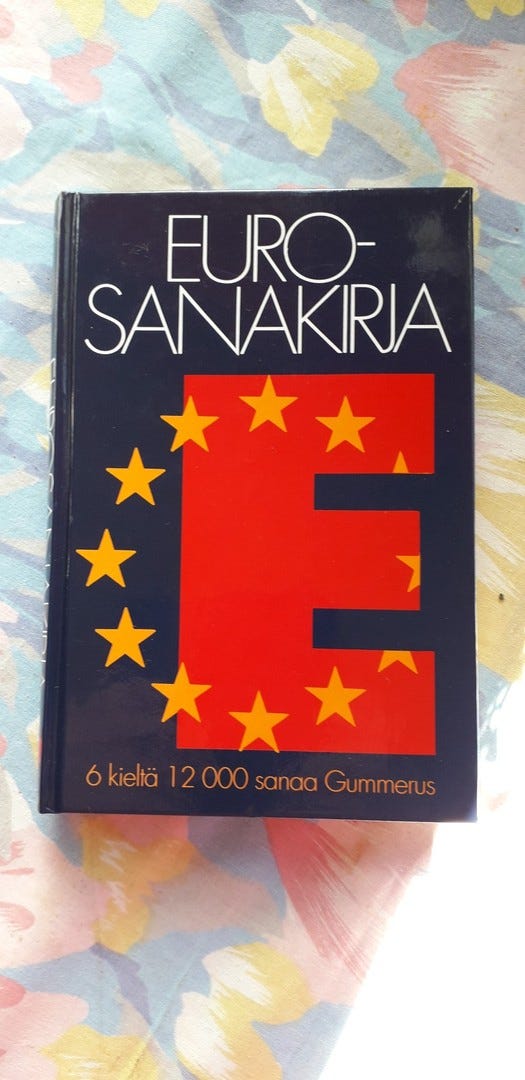 EURO-
SANAKIRJA
E
6 kieltä 12 000 sanaa Gummerus